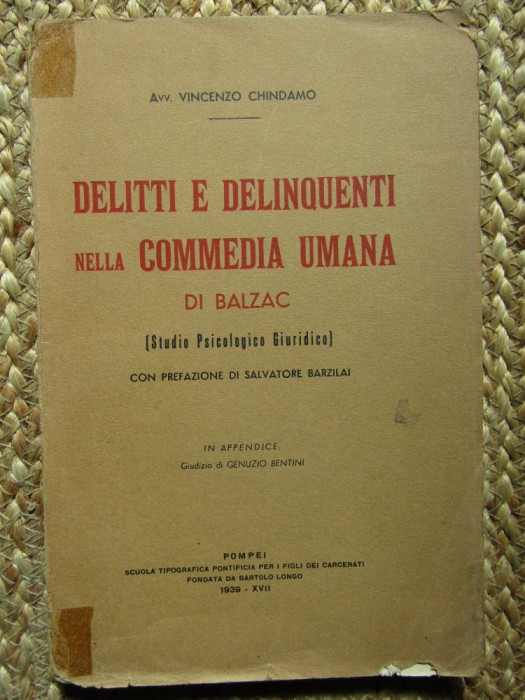 Avv. VINCENZO CHINDAMO
DELITTI E DELINQUENTI
NELLA COMMEDIA UMANA
DI BALZAC
(Studio Psicologico Giuridico)
CON PREFAZIONE DI SALVATORE BARZILAI
IN APPENDICE:
Giudizio di GENUZIO BENTINI
POMPEI
SCUOLA TIPOGRAFICA PONTIFICIA PER I FIGLI DEI CARCERATI
FONDATA DA BARTOLO LONGO
1939 - XVII